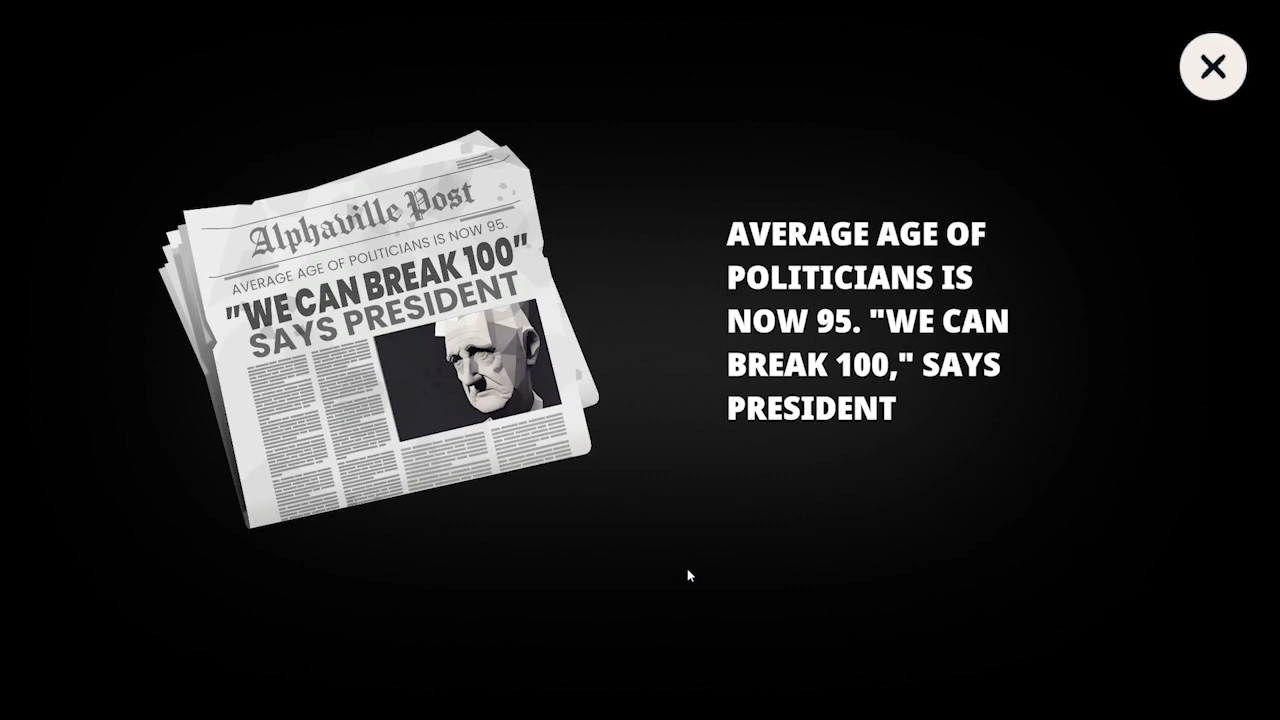 Alphaville Post
AVERAGE AGE OF POLITICIANS IS NOW 95.
"WE CAN BREAK 100"
SAYS PRESIDENT
AVERAGE AGE OF
POLITICIANS IS
NOW 95. "WE CAN
BREAK 100," SAYS
PRESIDENT